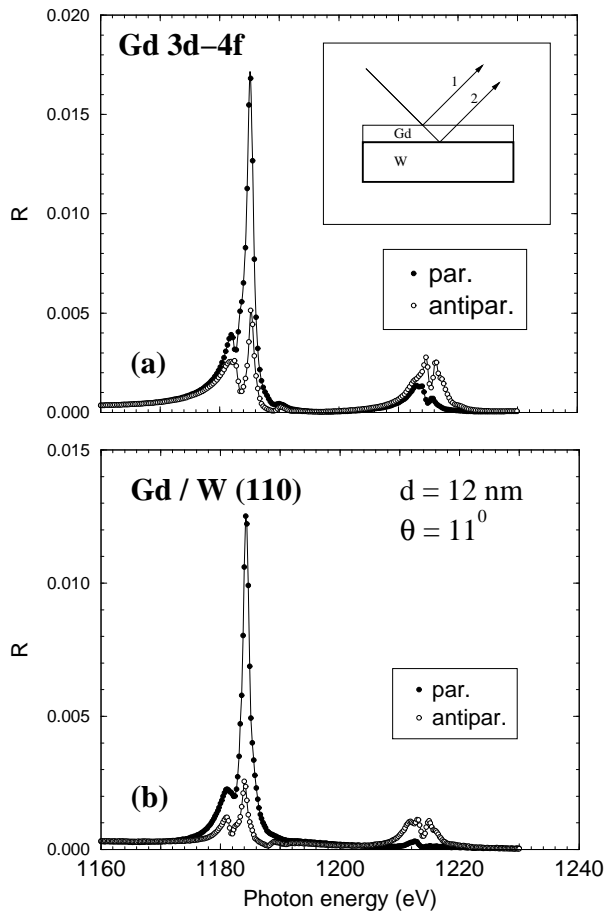 0.020
Gd 3d−4f
1
2
Gd
W
0.015
R
0.010
par.
antipar.
0.005
(a)
0.000
0.015
Gd / W (110)
d = 12 nm
θ = 11⁰
0.010
R
par.
antipar.
0.005
(b)
0.000
1160
1180
1200
1220
1240
Photon energy (eV)